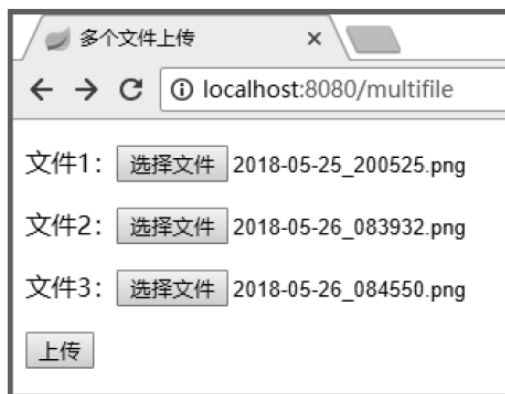 多个文件上传
localhost:8080/multifile
文件1： 选择文件 2018-05-25_200525.png
文件2： 选择文件 2018-05-26_083932.png
文件3： 选择文件 2018-05-26_084550.png
上传